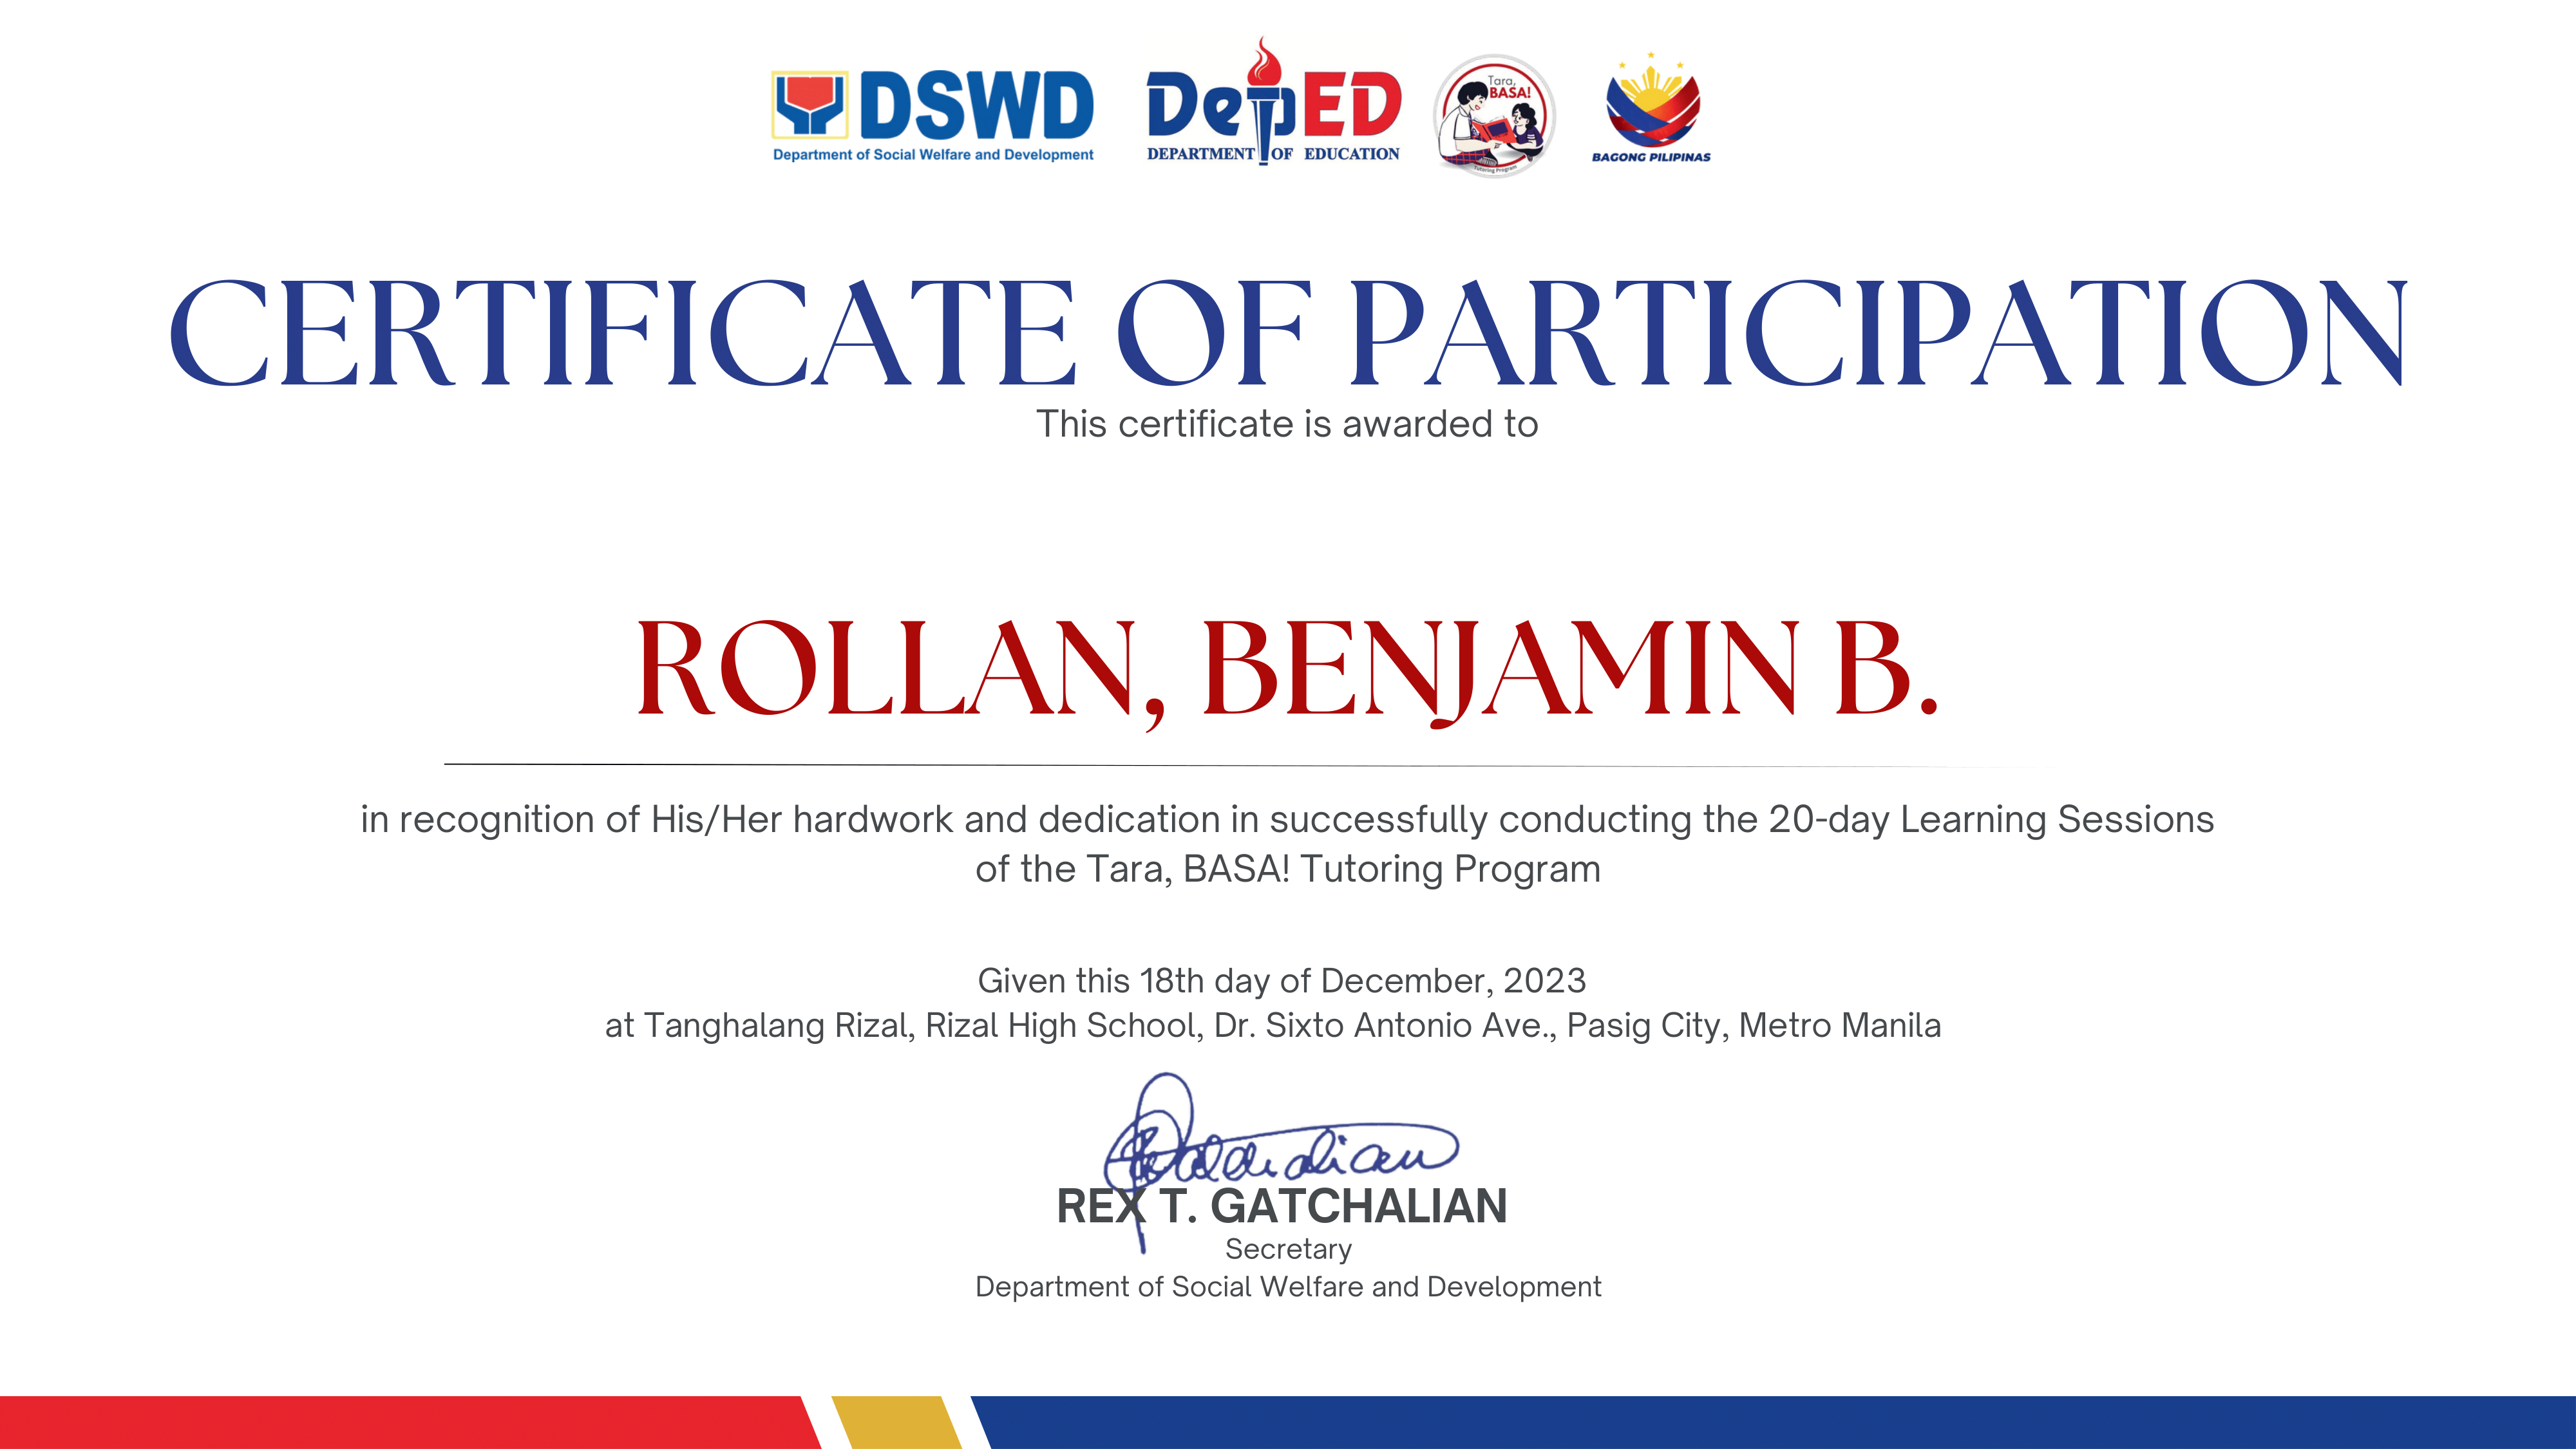 DSWD
Department of Social Welfare and Development
DepED
DEPARTMENT OF EDUCATION
Tara,
BASA!
Tutoring Program
BAGONG PILIPINAS
CERTIFICATE OF PARTICIPATION
This certificate is awarded to
ROLLAN, BENJAMIN B.
in recognition of His/Her hardwork and dedication in successfully conducting the 20-day Learning Sessions
of the Tara, BASA! Tutoring Program
Given this 18th day of December, 2023
at Tanghalang Rizal, Rizal High School, Dr. Sixto Antonio Ave., Pasig City, Metro Manila
REX T. GATCHALIAN
Secretary
Department of Social Welfare and Development